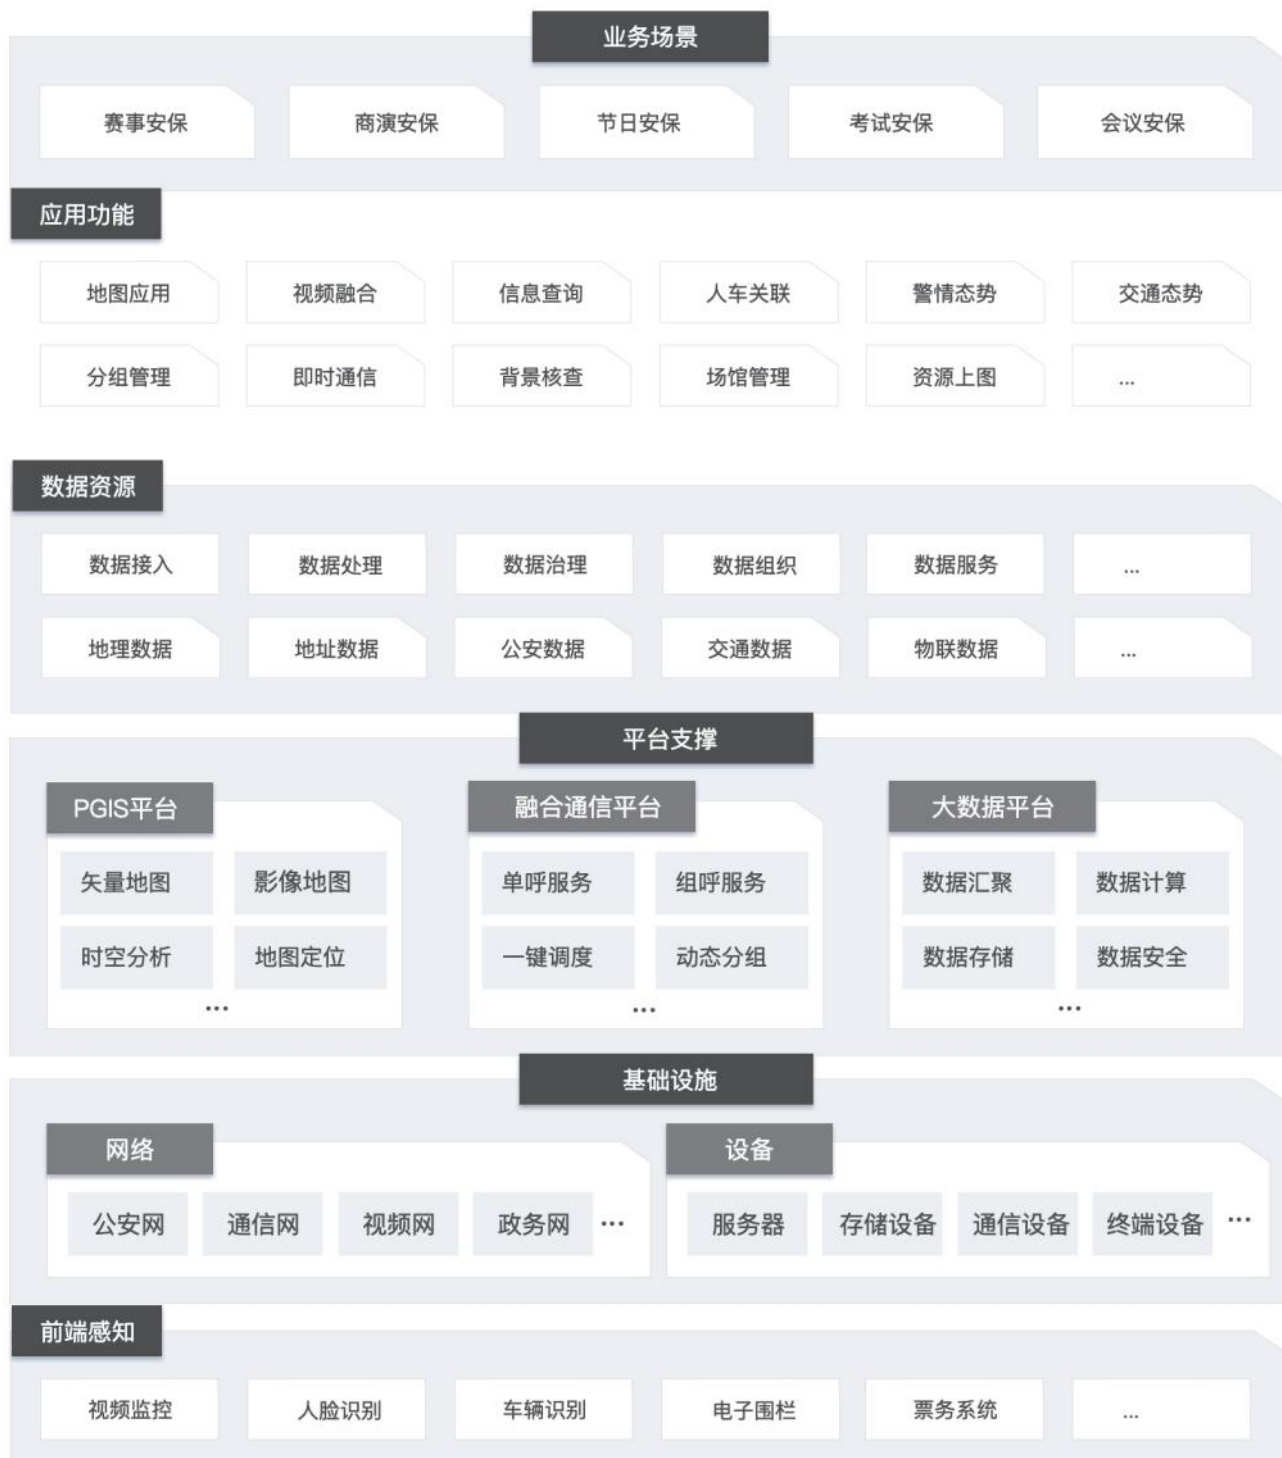 业务场景
赛事安保 商演安保 节日安保 考试安保 会议安保
应用功能
地图应用 视频融合 信息查询 人车关联 警情态势 交通态势
分组管理 即时通信 背景核查 场馆管理 资源上图 ...
数据资源
数据接入 数据处理 数据治理 数据组织 数据服务 ...
地理数据 地址数据 公安数据 交通数据 物联数据 ...
平台支撑
PGIS平台 融合通信平台 大数据平台
矢量地图 影像地图 单呼服务 组呼服务 数据汇聚 数据计算
时空分析 地图定位 一键调度 动态分组 数据存储 数据安全
... ... ...
基础设施
网络 设备
公安网 通信网 视频网 政务网 ... 服务器 存储设备 通信设备 终端设备 ...
前端感知
视频监控 人脸识别 车辆识别 电子围栏 票务系统 ...